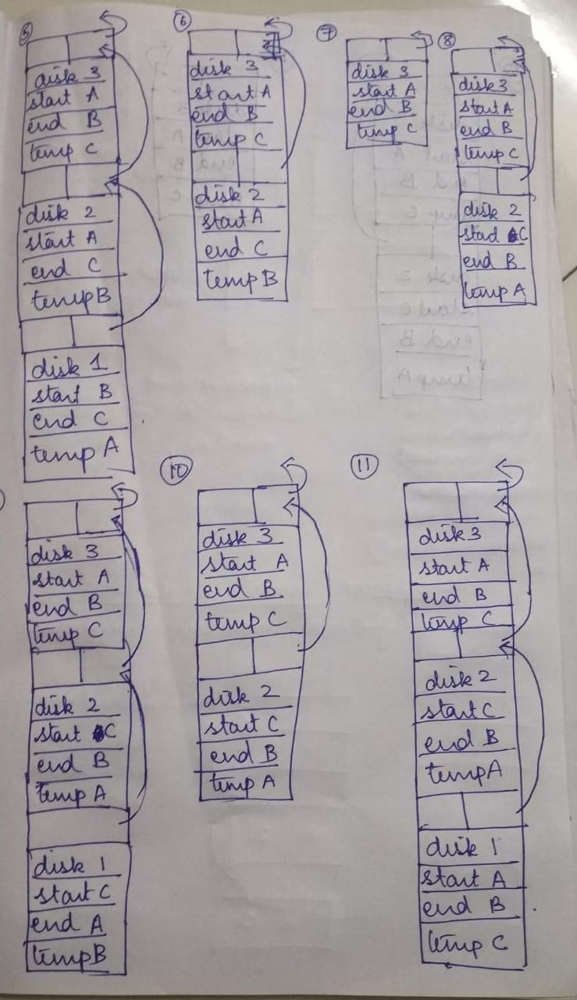 5
disk 3
start A
end B
temp C
disk 2
start A
end C
temp B
disk 1
start B
end C
temp A
6
disk 3
start A
end B
temp C
disk 2
start A
end C
temp B
7
disk 3
start A
end B
temp C
8
disk 3
start A
end B
temp C
disk 2
start C
end B
temp A
disk 3
start A
end B
temp C
disk 2
start C
end B
temp A
disk 1
start C
end A
temp B
10
disk 3
start A
end B
temp C
disk 2
start C
end B
temp A
11
disk 3
start A
end B
temp C
disk 2
start C
end B
temp A
disk 1
start A
end B
temp C